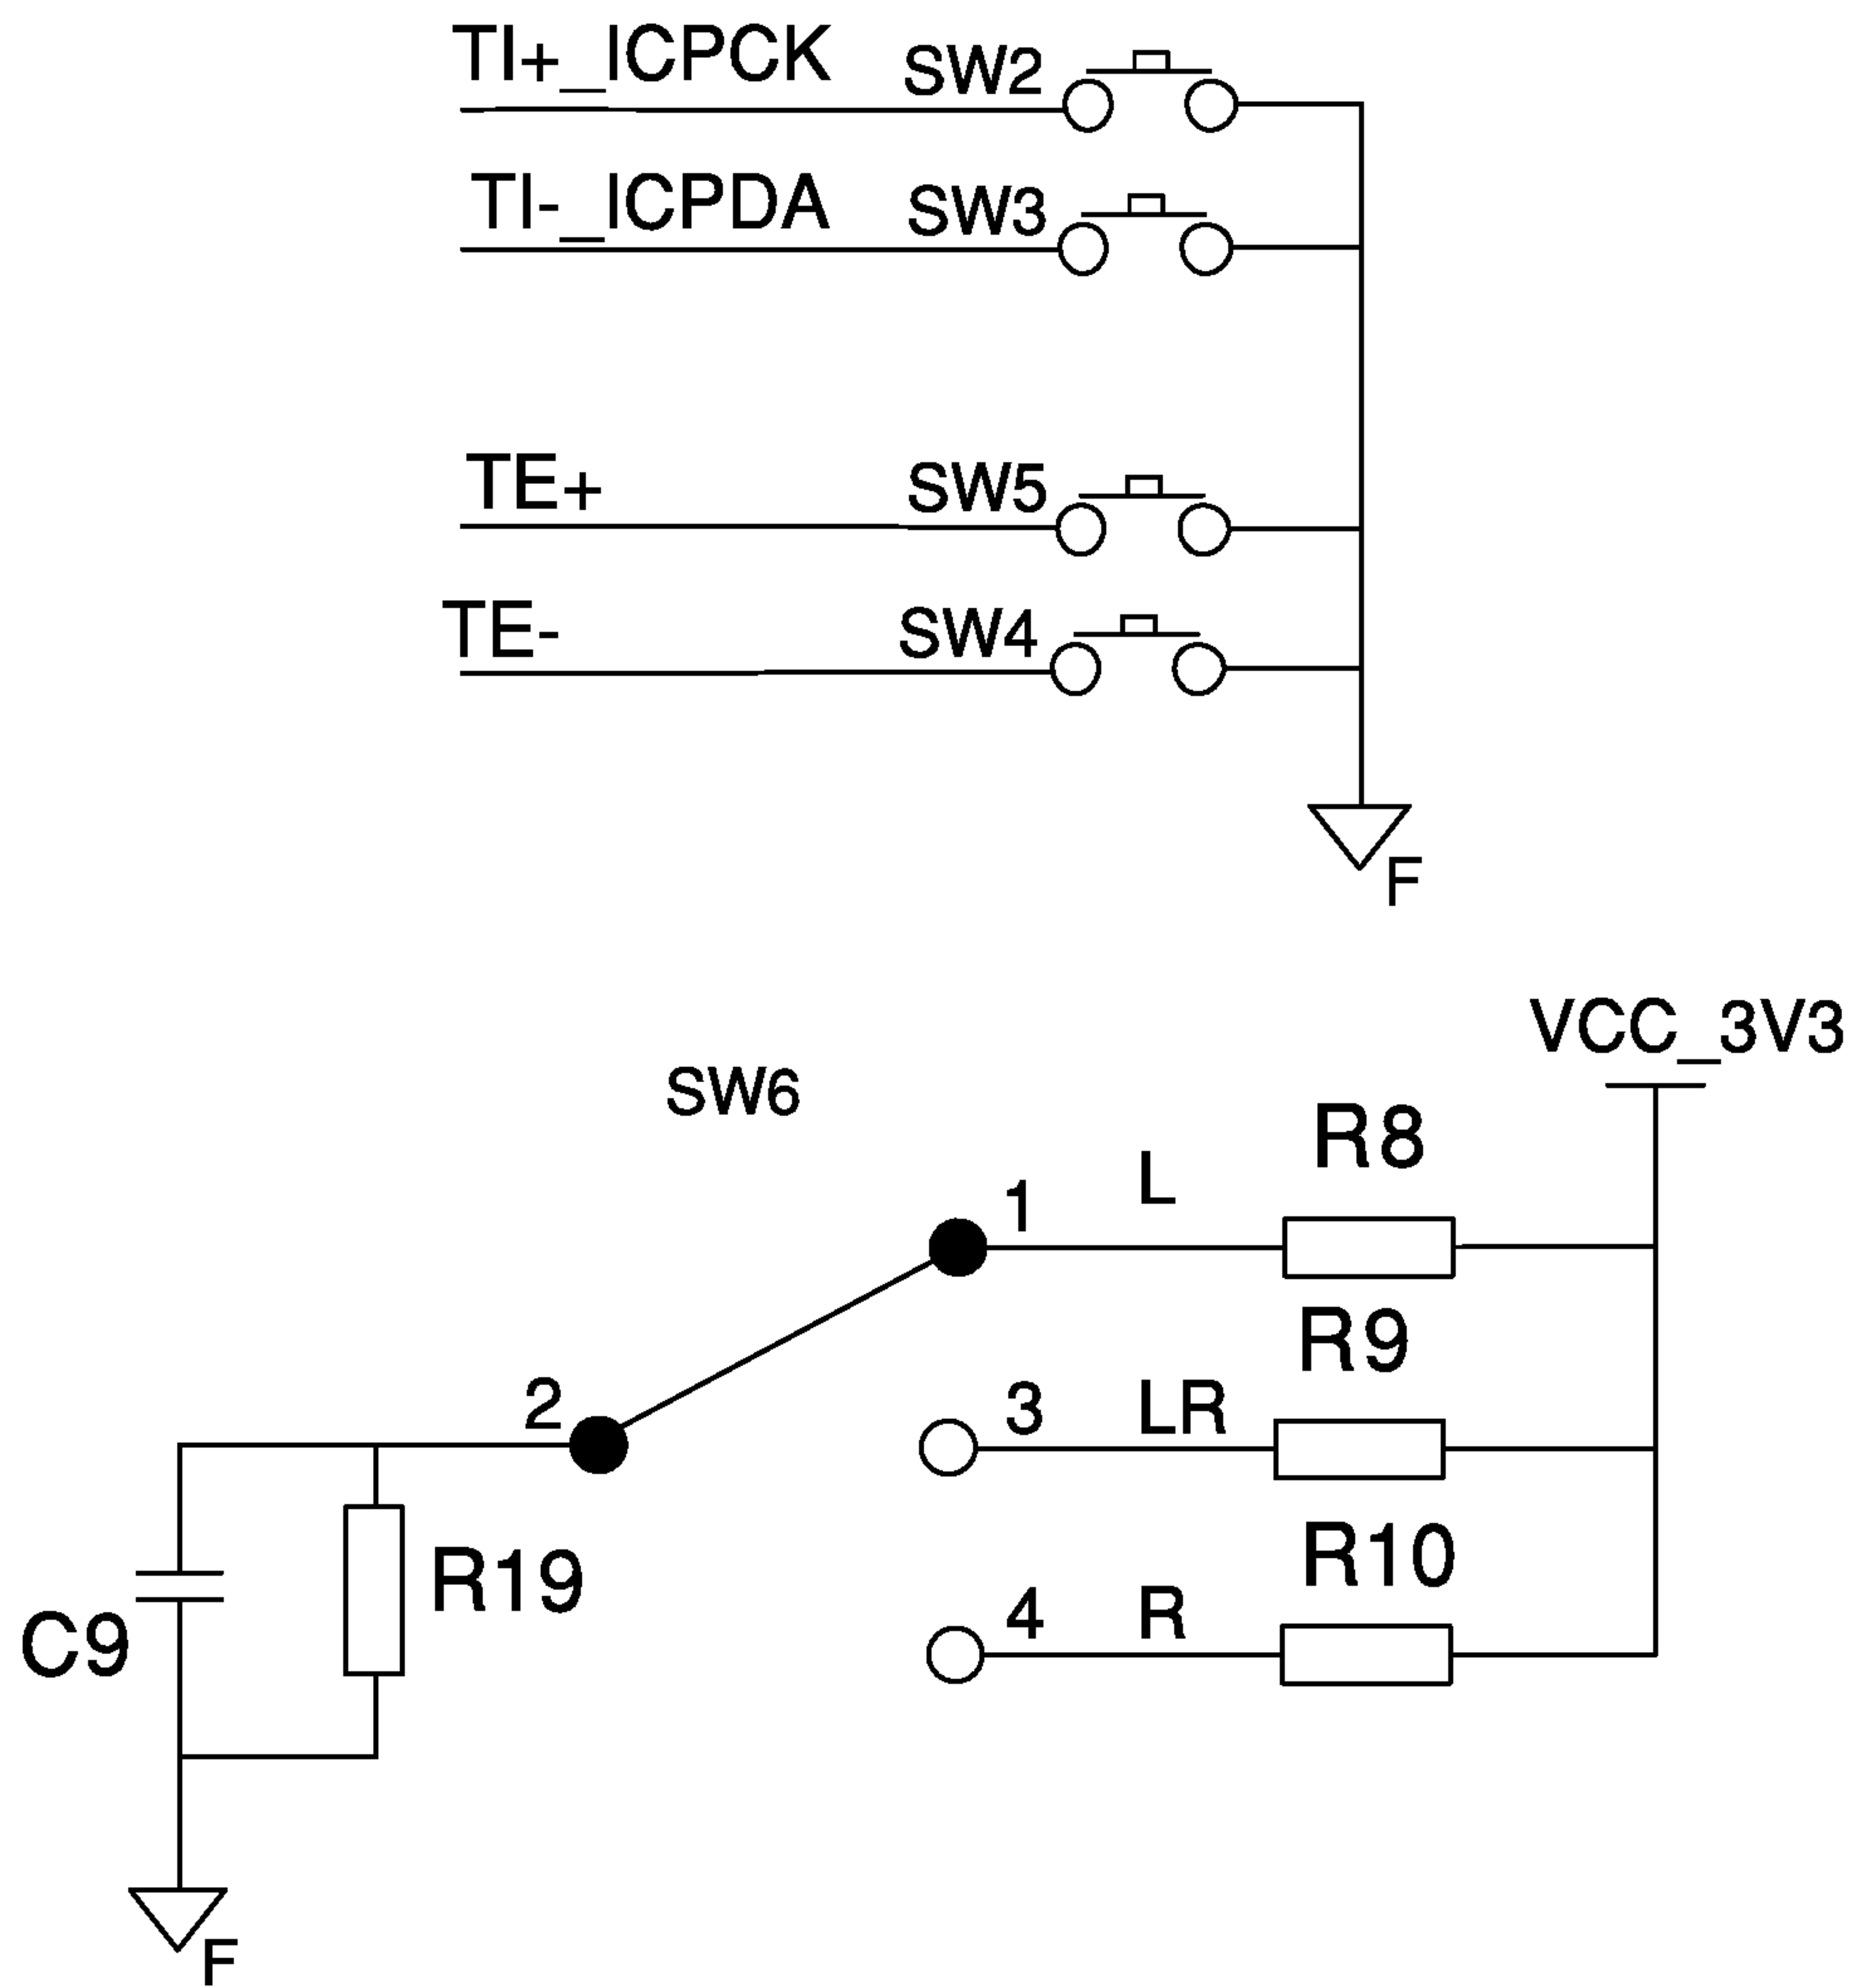 TI+_ICPCK SW2
TI-_ICPDA SW3
TE+ SW5
TE- SW4
F
VCC_3V3
SW6
R8
1 L
R9
2 3 LR
R19 R10
C9 4 R
F